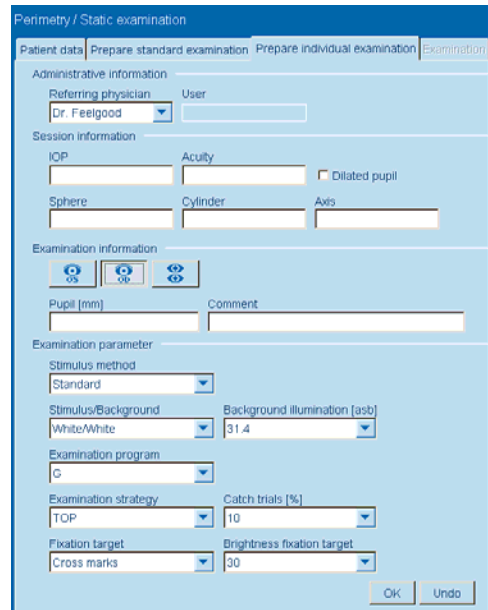 Perimetry / Static examination
Patient data Prepare standard examination Prepare individual examination Examination
Administrative information
Referring physician User
Dr. Feelgood
Session information
IOP Acuity
Dilated pupil
Sphere Cylinder Axis
Examination information
OS OD
Pupil [mm] Comment
Examination parameter
Stimulus method
Standard
Stimulus/Background Background illumination [asb]
White/White 31.4
Examination program
G
Examination strategy Catch trials [%]
TOP 10
Fixation target Brightness fixation target
Cross marks 30
OK Undo